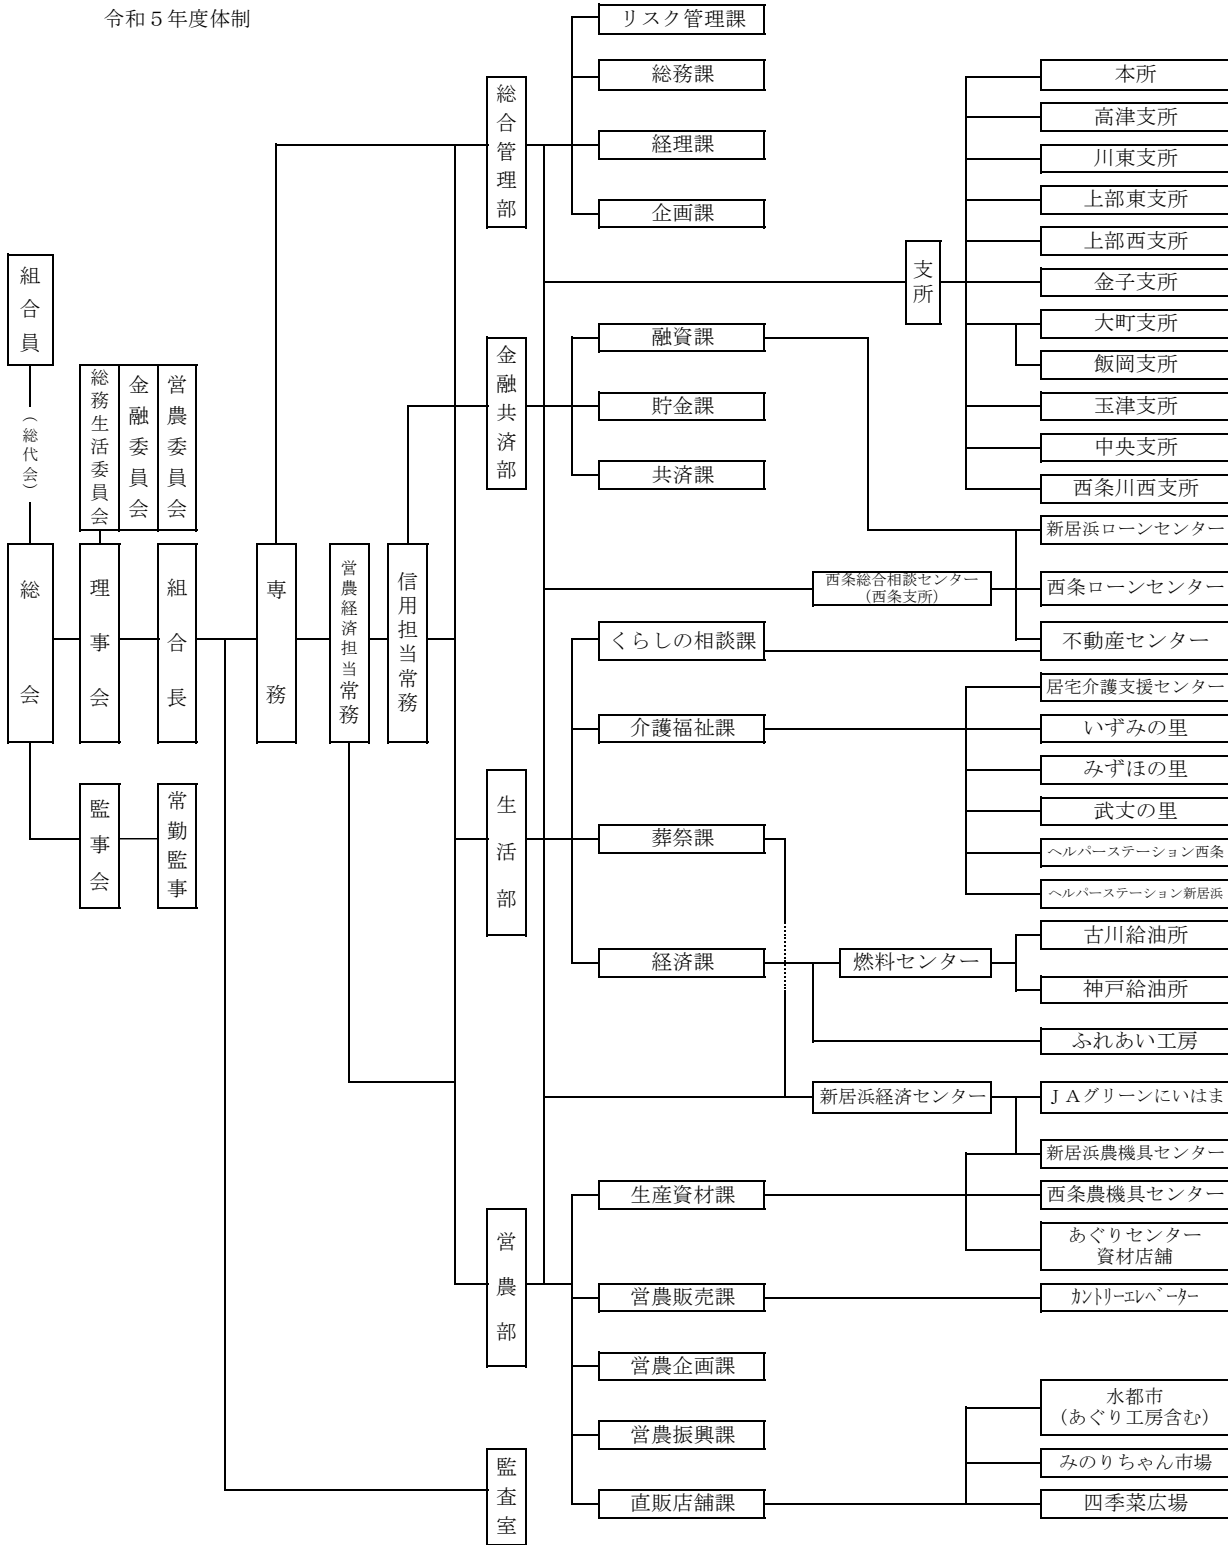 令和５年度体制
組合員
（総代会）
総会
総務生活委員会
金融委員会
営農委員会
理事会
組合長
監事会
常勤監事
専務
営農経済担当常務
信用担当常務
総合管理部
リスク管理課
総務課
経理課
企画課
金融共済部
融資課
貯金課
共済課
生活部
くらしの相談課
介護福祉課
葬祭課
経済課
営農部
生産資材課
営農販売課
営農企画課
営農振興課
直販店舗課
監査室
支所
本所
高津支所
川東支所
上部東支所
上部西支所
金子支所
大町支所
飯岡支所
玉津支所
中央支所
西条川西支所
新居浜ローンセンター
西条総合相談センター
（西条支所）
西条ローンセンター
不動産センター
居宅介護支援センター
いずみの里
みずほの里
武丈の里
ヘルパーステーション西条
ヘルパーステーション新居浜
燃料センター
古川給油所
神戸給油所
ふれあい工房
新居浜経済センター
ＪＡグリーンにいはま
新居浜農機具センター
西条農機具センター
あぐりセンター
資材店舗
ｶﾝﾄﾘｰｴﾚﾍﾞｰﾀｰ
水都市
（あぐり工房含む）
みのりちゃん市場
四季菜広場